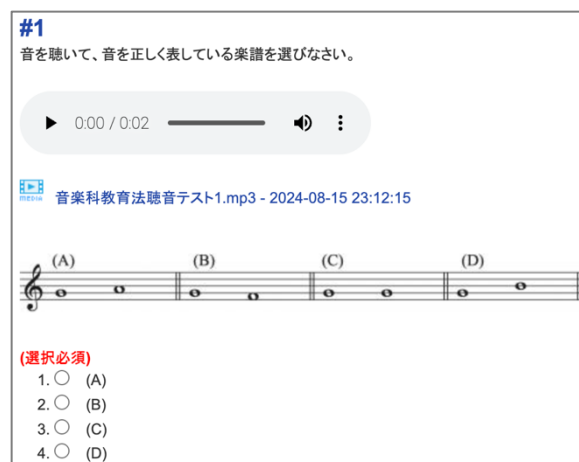 #1
音を聴いて、音を正しく表している楽譜を選びなさい。
0:00 / 0:02
MEDIA 音楽科教育法聴音テスト1.mp3 - 2024-08-15 23:12:15
(A) (B) (C) (D)
(選択必須)
1. (A)
2. (B)
3. (C)
4. (D)